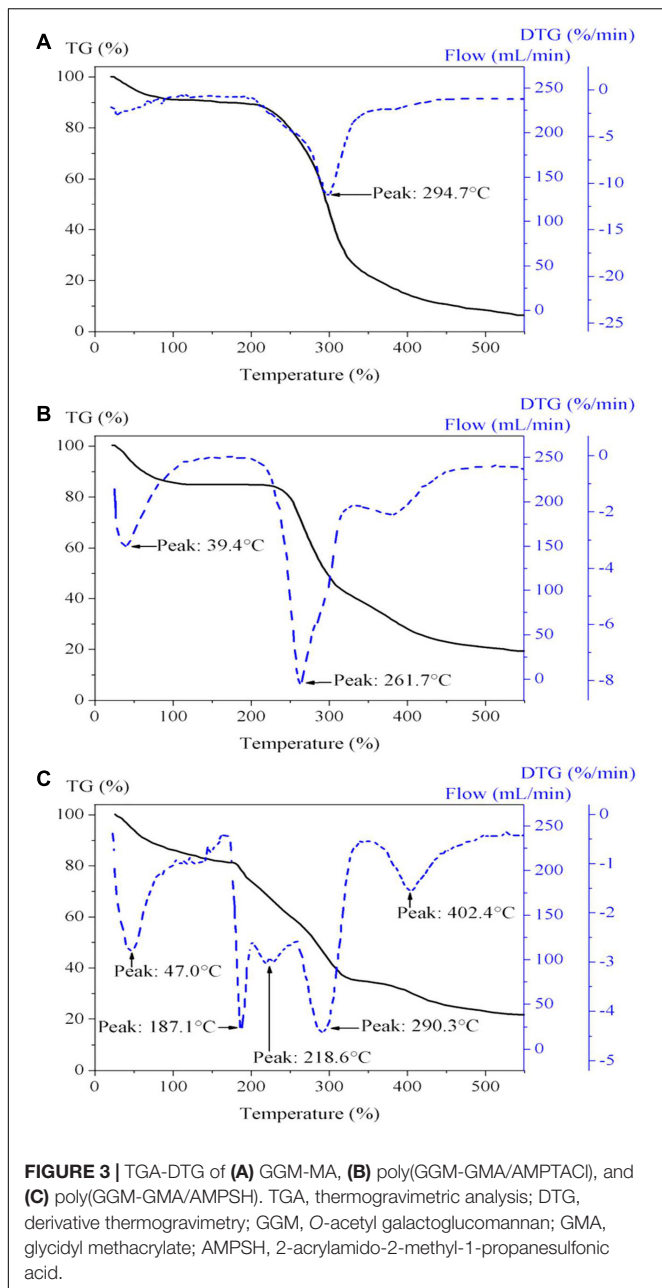 A
TG (%)
DTG (%/min)
Flow (mL/min)
100
80
60
40
20
0
250
200
150
100
50
0
0
-5
-10
-15
-20
-25
Peak: 294.7°C
0 100 200 300 400 500
Temperature (%)
B
TG (%)
DTG (%/min)
Flow (mL/min)
100
80
60
40
20
0
250
200
150
100
50
0
0
-2
-4
-6
-8
Peak: 39.4°C
Peak: 261.7°C
0 100 200 300 400 500
Temperature (%)
C
TG (%)
DTG (%/min)
Flow (mL/min)
100
80
60
40
20
0
250
200
150
100
50
0
0
-1
-2
-3
-4
-5
Peak: 402.4°C
Peak: 47.0°C
Peak: 187.1°C
Peak: 290.3°C
Peak: 218.6°C
0 100 200 300 400 500
Temperature (%)
FIGURE 3 | TGA-DTG of (A) GGM-MA, (B) poly(GGM-GMA/AMPTACl), and
(C) poly(GGM-GMA/AMPSH). TGA, thermogravimetric analysis; DTG,
derivative thermogravimetry; GGM, O-acetyl galactoglucomannan; GMA,
glycidyl methacrylate; AMPSH, 2-acrylamido-2-methyl-1-propanesulfonic
acid.